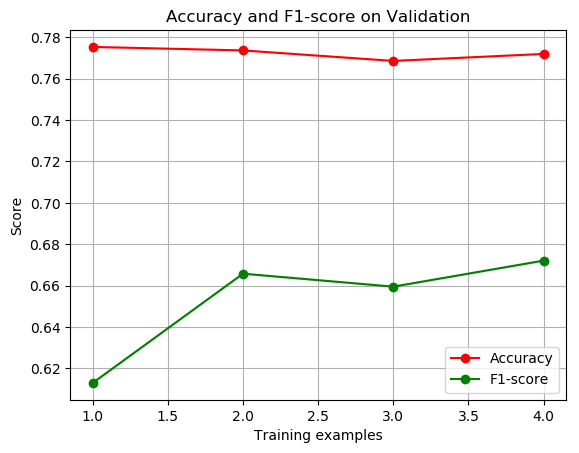 Accuracy and F1-score on Validation
0.78
0.76
0.74
0.72
0.70
0.68
0.66
0.64
0.62
Score
1.0 1.5 2.0 2.5 3.0 3.5 4.0
Training examples
Accuracy
F1-score